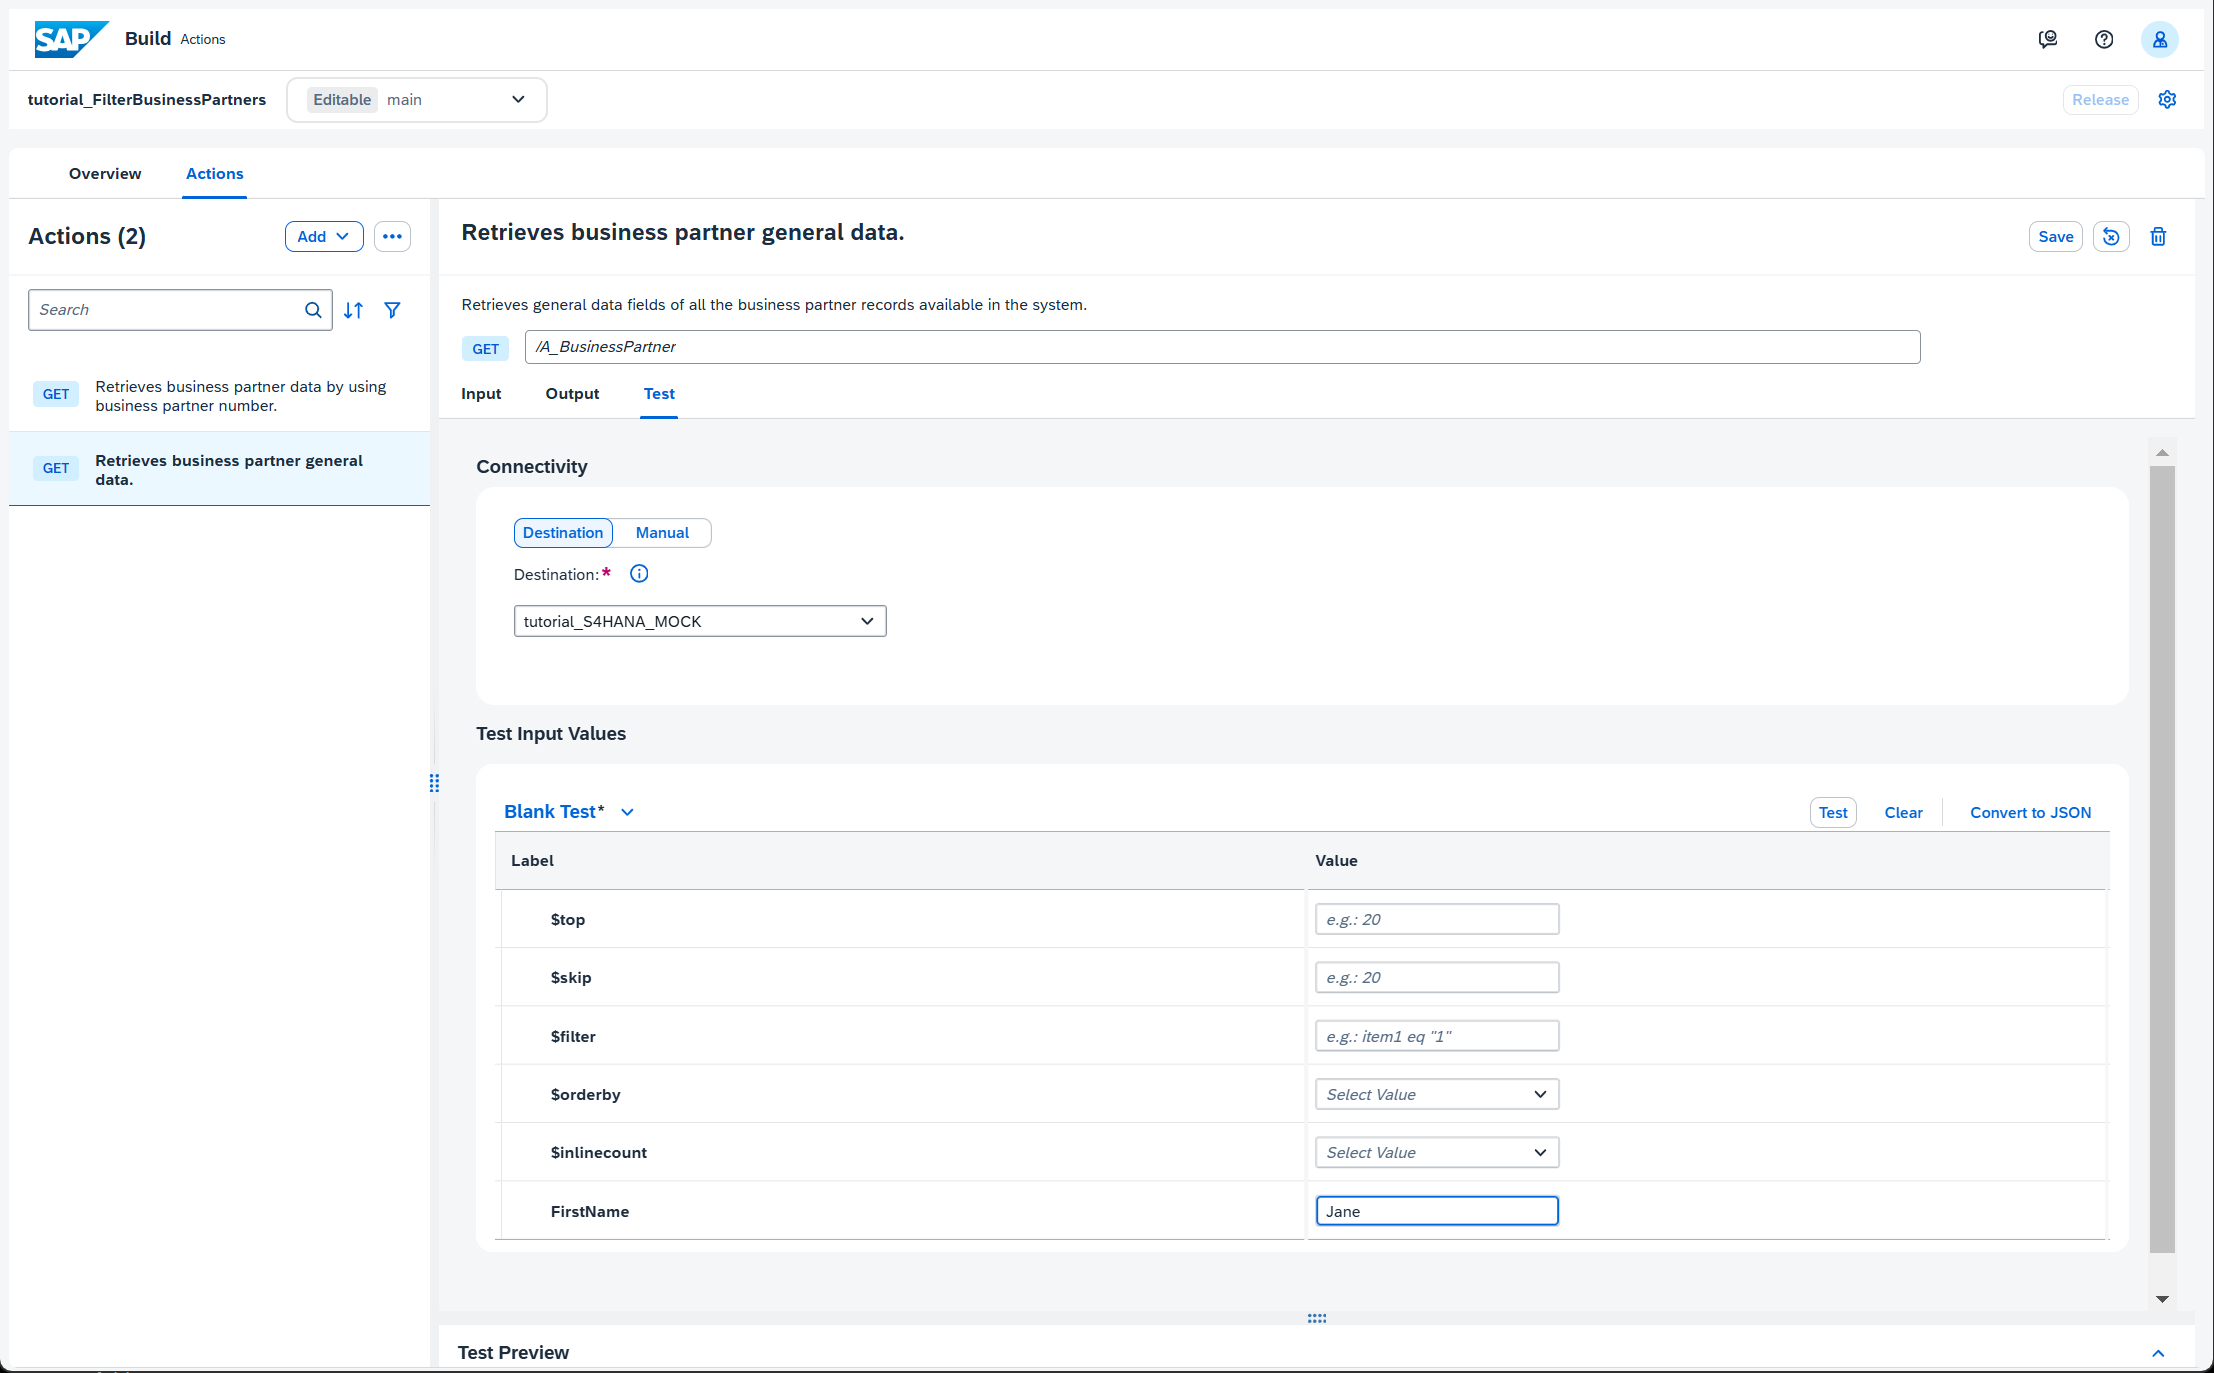 SAP Build Actions
tutorial_FilterBusinessPartners Editable main Release
Overview Actions
Actions (2) Add
Search
GET Retrieves business partner data by using
business partner number.
GET Retrieves business partner general
data.
Retrieves business partner general data. Save
Retrieves general data fields of all the business partner records available in the system.
GET /A_BusinessPartner
Input Output Test
Connectivity
Destination Manual
Destination:*
tutorial_S4HANA_MOCK
Test Input Values
Blank Test* Test Clear Convert to JSON
Label Value
$top e.g.: 20
$skip e.g.: 20
$filter e.g.: item1 eq "1"
$orderby Select Value
$inlinecount Select Value
FirstName Jane
Test Preview